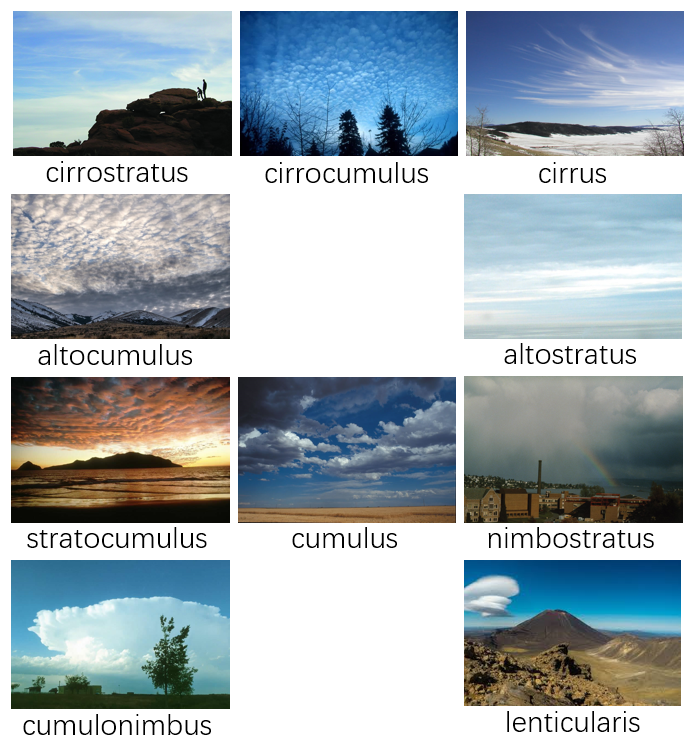 cirrostratus
cirrocumulus
cirrus
altocumulus
altostratus
stratocumulus
cumulus
nimbostratus
cumulonimbus
lenticularis